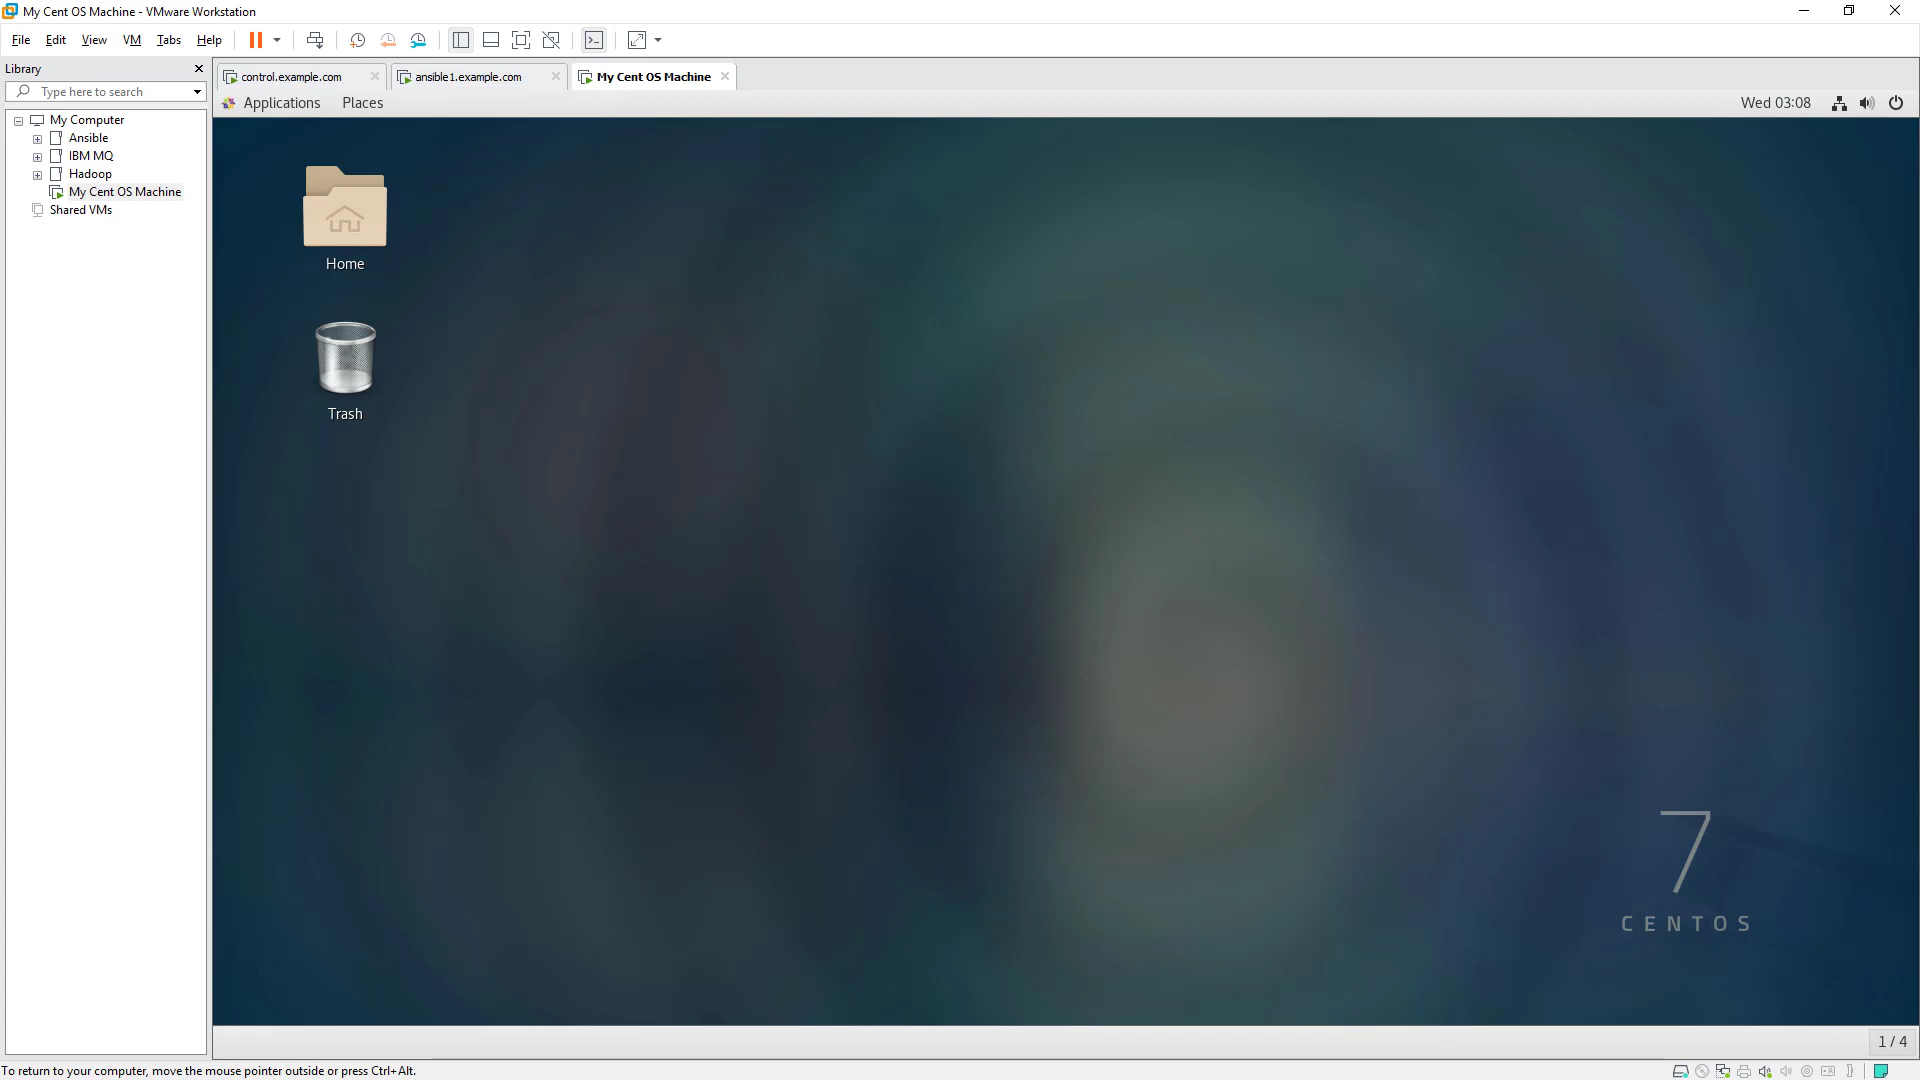 My Cent OS Machine - VMware Workstation
File Edit View VM Tabs Help
Library
Type here to search
My Computer
Ansible
IBM MQ
Hadoop
My Cent OS Machine
Shared VMs
control.example.com ansible1.example.com My Cent OS Machine
Applications Places Wed 03:08
Home
Trash
7
CENTOS
1 / 4
To return to your computer, move the mouse pointer outside or press Ctrl+Alt.